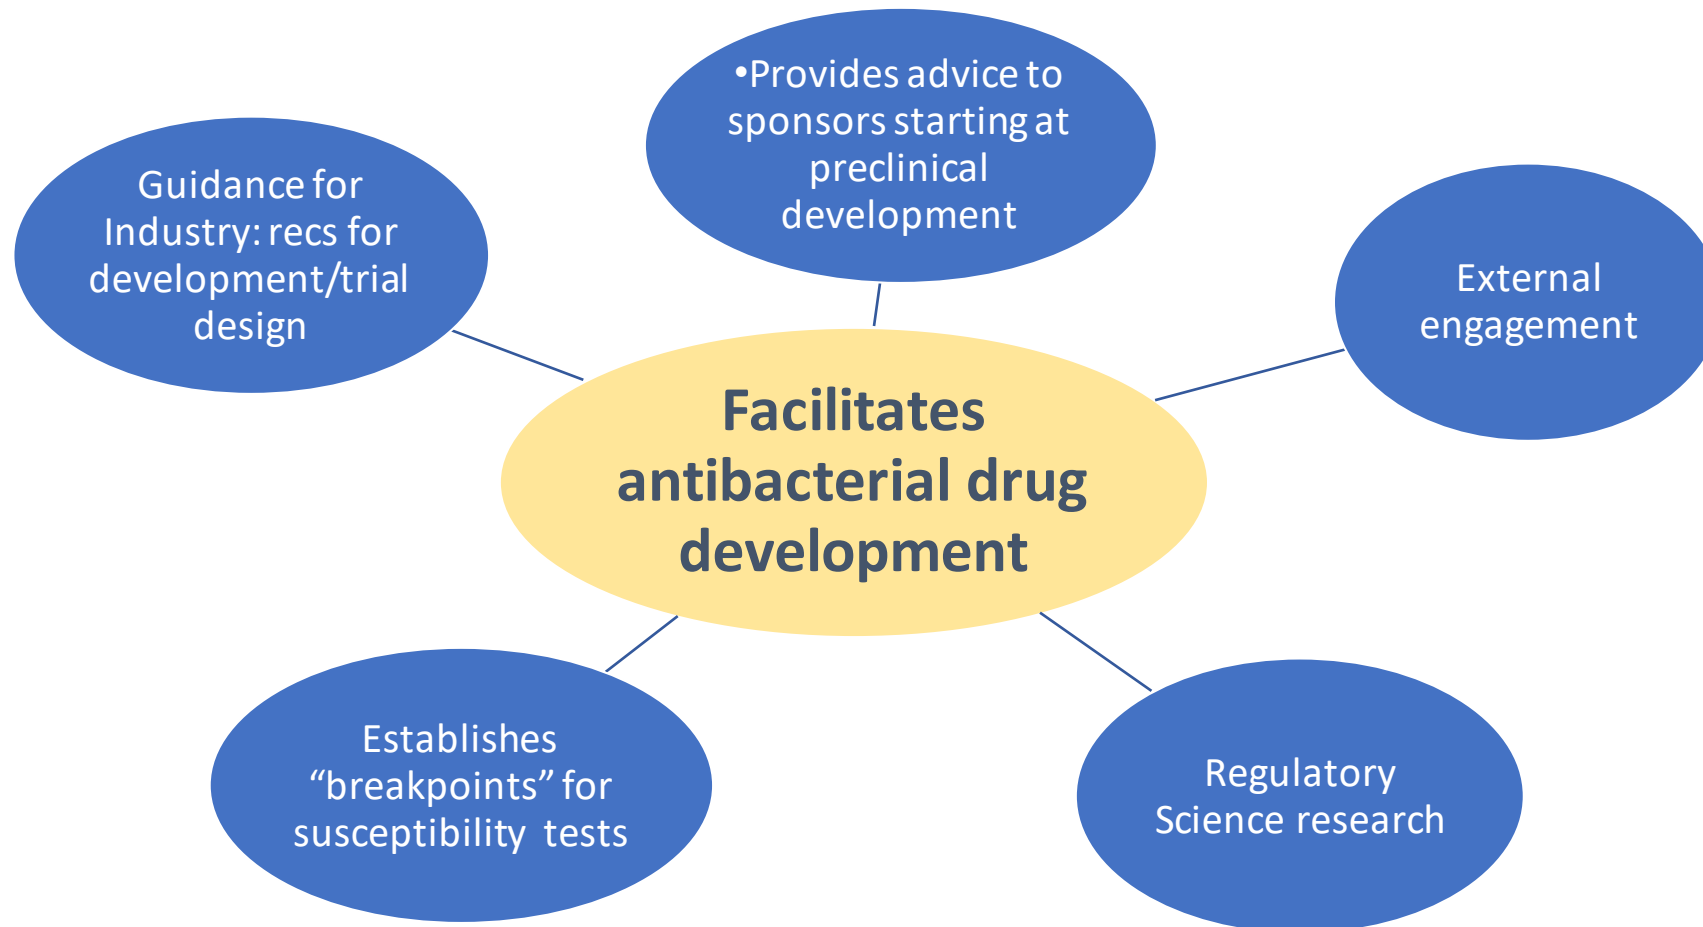 •Provides advice to
sponsors starting at
preclinical
development
Guidance for
Industry: recs for
development/trial
design
External
engagement
Facilitates
antibacterial drug
development
Establishes
“breakpoints” for
susceptibility tests
Regulatory
Science research